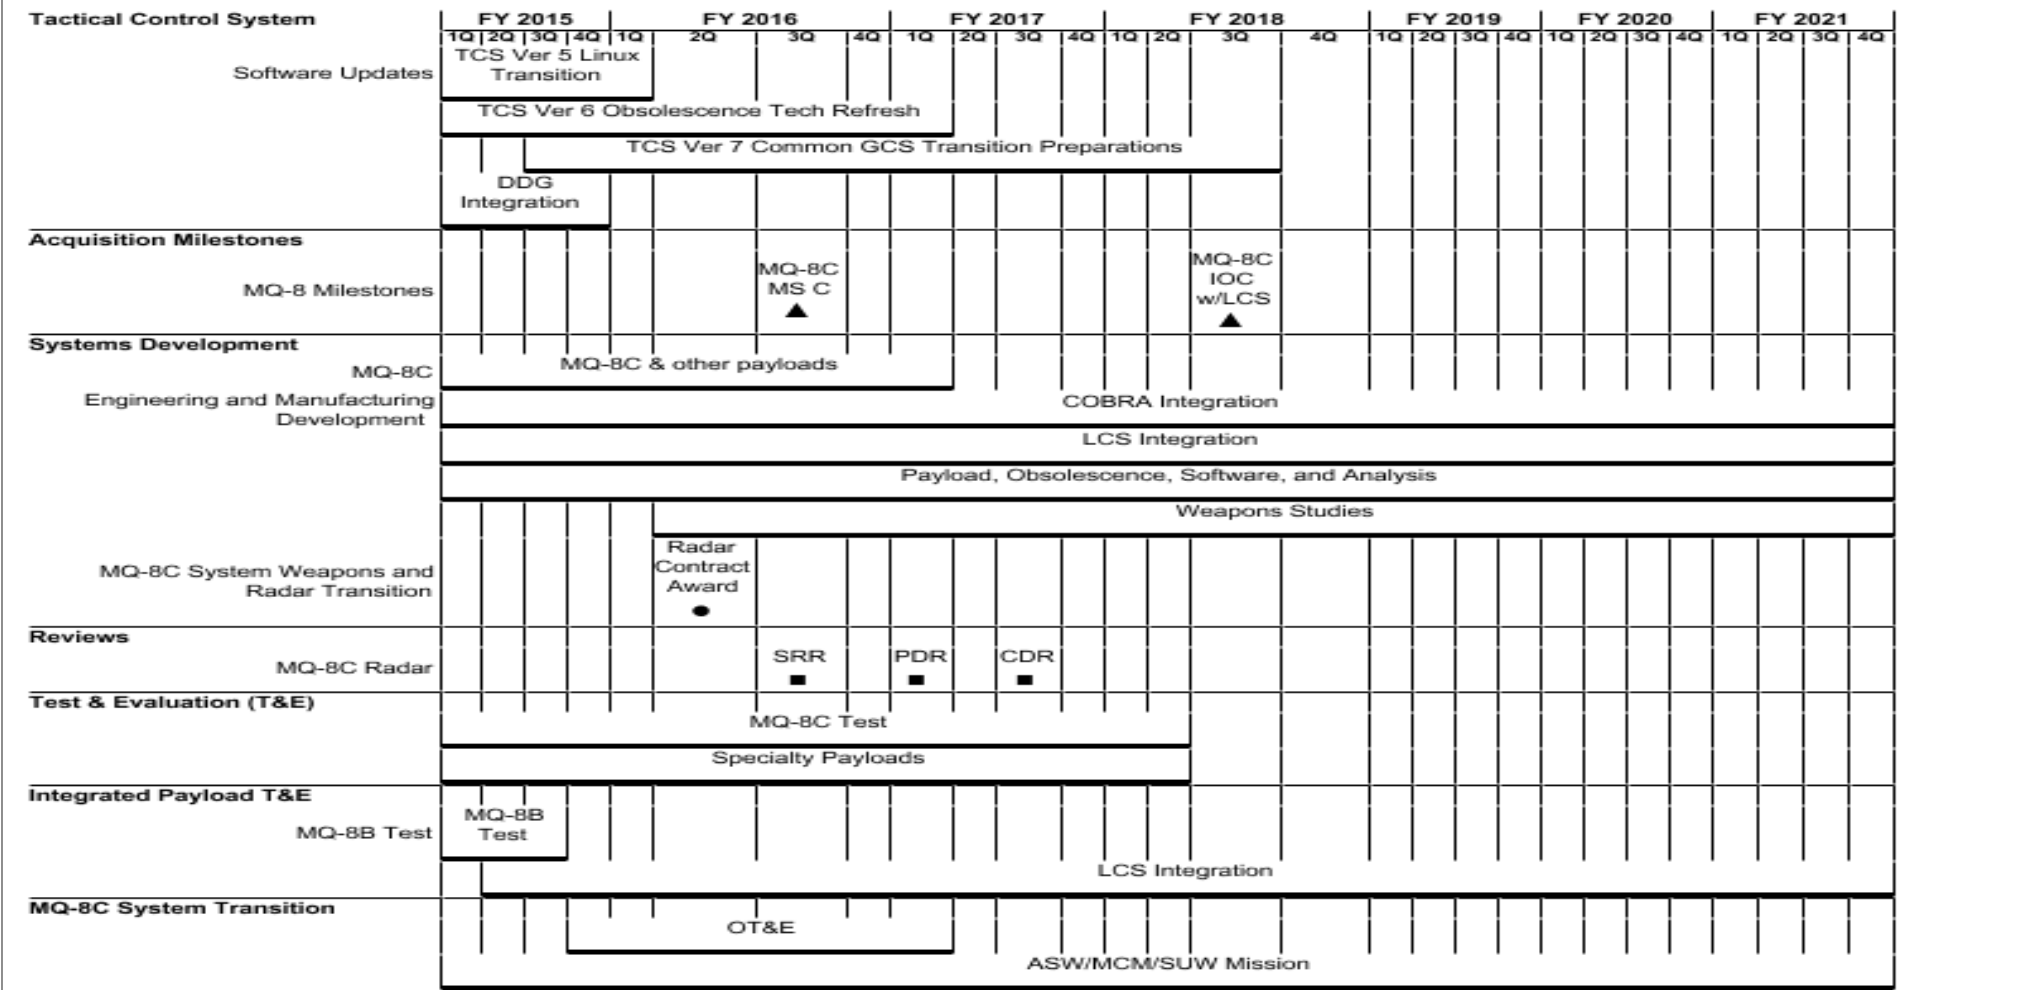 Tactical Control System FY 2015 FY 2016 FY 2017 FY 2018 FY 2019 FY 2020 FY 2021
1Q 2Q 3Q 4Q 1Q 2Q 3Q 4Q 1Q 2Q 3Q 4Q 1Q 2Q 3Q 4Q 1Q 2Q 3Q 4Q 1Q 2Q 3Q 4Q 1Q 2Q 3Q 4Q
Software Updates
TCS Ver 5 Linux
Transition
TCS Ver 6 Obsolescence Tech Refresh
TCS Ver 7 Common GCS Transition Preparations
DDG
Integration
Acquisition Milestones
MQ-8 Milestones
MQ-8C
MS C
MQ-8C
IOC
w/LCS
Systems Development
MQ-8C
MQ-8C & other payloads
Engineering and Manufacturing
Development
COBRA Integration
LCS Integration
Payload, Obsolescence, Software, and Analysis
Weapons Studies
MQ-8C System Weapons and
Radar Transition
Radar
Contract
Award
Reviews
MQ-8C Radar
SRR
PDR
CDR
Test & Evaluation (T&E)
MQ-8C Test
Specialty Payloads
Integrated Payload T&E
MQ-8B Test
MQ-8B
Test
LCS Integration
MQ-8C System Transition
OT&E
ASW/MCM/SUW Mission